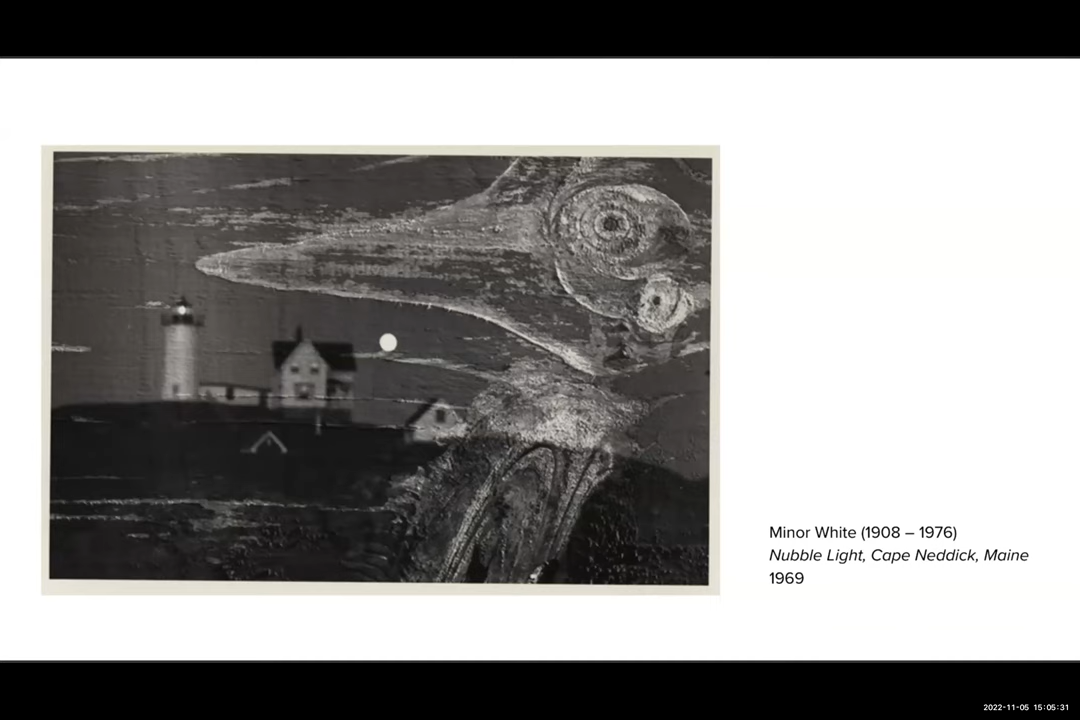 Minor White (1908 – 1976)
Nubble Light, Cape Neddick, Maine
1969
2022-11-05 15:05:31